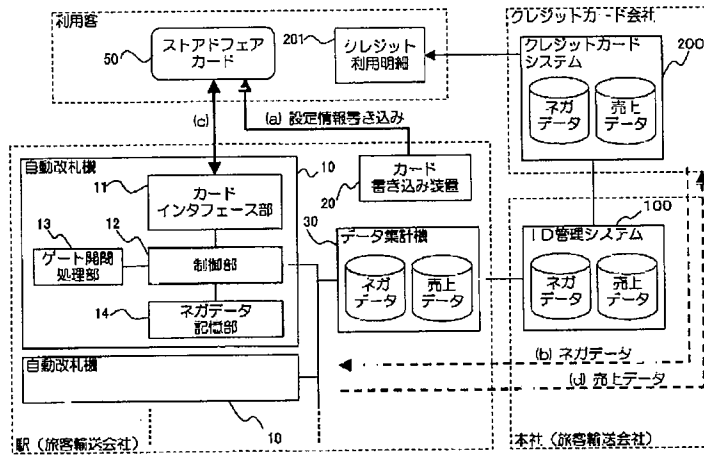 利用客
50
ストアドフェア
カード
201
クレジット
利用明細
クレジットカード会社
クレジットカード
システム
200
ネガ
データ
売上
データ
(c)
(a) 設定情報書き込み
自動改札機
10
11
カード
インタフェース部
カード
書き込み装置
20
13
ゲート開閉
処理部
12
制御部
14
ネガデータ
記憶部
30
データ集計機
ネガ
データ
売上
データ
100
ID管理システム
ネガ
データ
売上
データ
(b) ネガデータ
(d) 売上データ
自動改札機
10
駅（旅客輸送会社）
本社（旅客輸送会社）